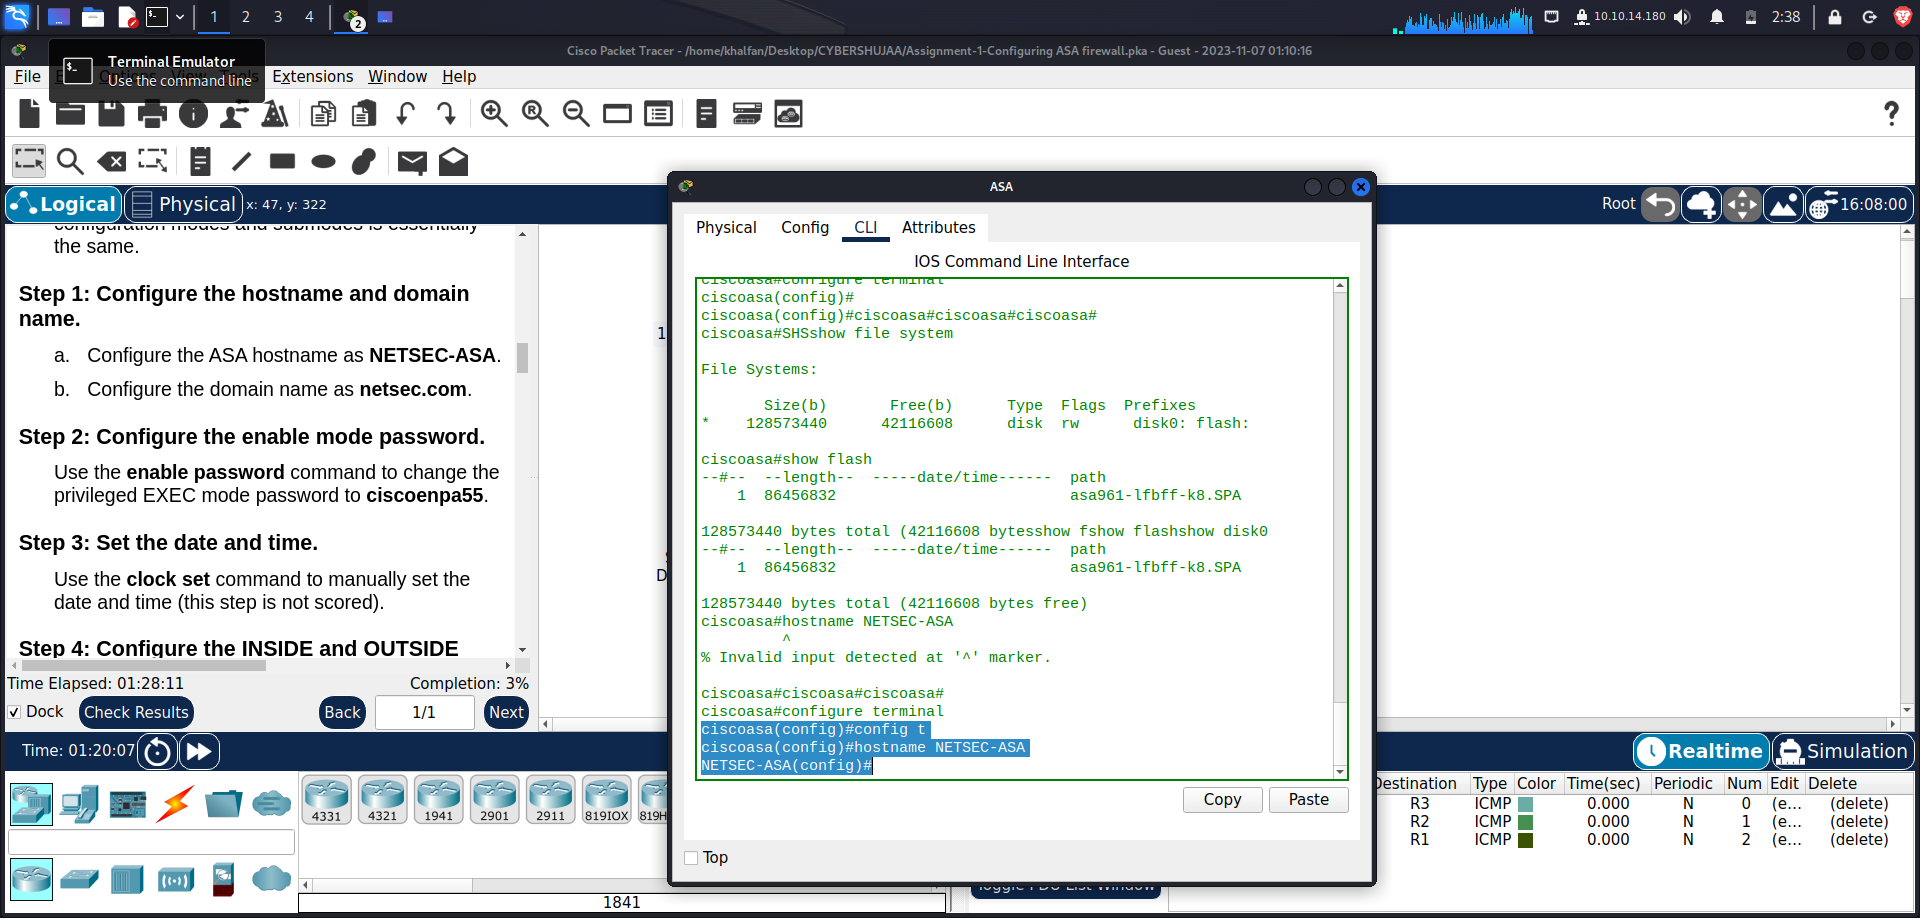 1 2 3 4 2 10.10.14.180 2:38
Cisco Packet Tracer - /home/khalfan/Desktop/CYBERSHUJAA/Assignment-1-Configuring ASA firewall.pka - Guest - 2023-11-07 01:10:16
Terminal Emulator
Use the command line
File Extensions Window Help
Logical Physical x: 47, y: 322 Root 16:08:00
configuration modes and submodes is essentially
the same.
Step 1: Configure the hostname and domain
name.
a. Configure the ASA hostname as NETSEC-ASA.
b. Configure the domain name as netsec.com.
Step 2: Configure the enable mode password.
Use the enable password command to change the
privileged EXEC mode password to ciscoenpa55.
Step 3: Set the date and time.
Use the clock set command to manually set the
date and time (this step is not scored).
Step 4: Configure the INSIDE and OUTSIDE
Time Elapsed: 01:28:11 Completion: 3%
Dock Check Results Back 1/1 Next
ASA
Physical Config CLI Attributes
IOS Command Line Interface
ciscoasa#configure terminal
ciscoasa(config)#
ciscoasa(config)#ciscoasa#ciscoasa#ciscoasa#
ciscoasa#SHSshow file system
File Systems:
Size(b) Free(b) Type Flags Prefixes
* 128573440 42116608 disk rw disk0: flash:
ciscoasa#show flash
--#-- --length-- -----date/time------ path
1 86456832 asa961-lfbff-k8.SPA
128573440 bytes total (42116608 bytesshow fshow flashshow disk0
--#-- --length-- -----date/time------ path
1 86456832 asa961-lfbff-k8.SPA
128573440 bytes total (42116608 bytes free)
ciscoasa#hostname NETSEC-ASA
^
% Invalid input detected at '^' marker.
ciscoasa#ciscoasa#ciscoasa#
ciscoasa#configure terminal
ciscoasa(config)#config t
ciscoasa(config)#hostname NETSEC-ASA
NETSEC-ASA(config)#
Copy Paste
Top
Time: 01:20:07 Realtime Simulation
4331 4321 1941 2901 2911 819IOX
1841
Destination Type Color Time(sec) Periodic Num Edit Delete
R3 ICMP 0.000 N 0 (e... (delete)
R2 ICMP 0.000 N 1 (e... (delete)
R1 ICMP 0.000 N 2 (e... (delete)
Toggle PDU List Window